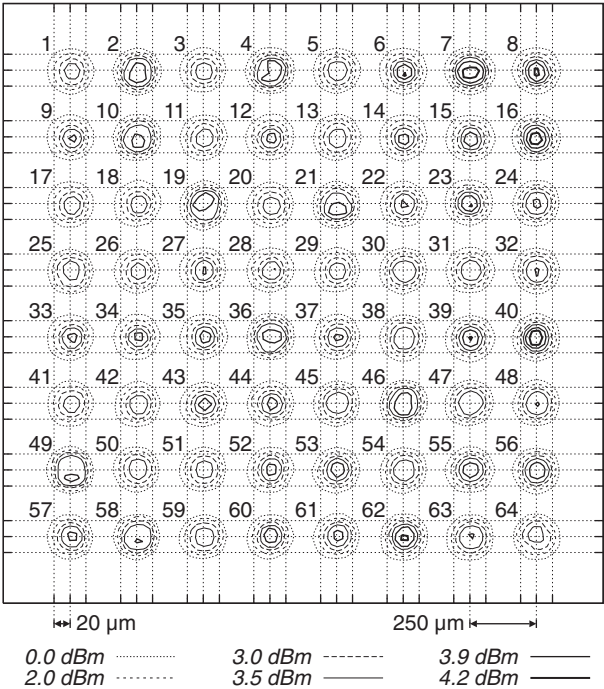 1 2 3 4 5 6 7 8
9 10 11 12 13 14 15 16
17 18 19 20 21 22 23 24
25 26 27 28 29 30 31 32
33 34 35 36 37 38 39 40
41 42 43 44 45 46 47 48
49 50 51 52 53 54 55 56
57 58 59 60 61 62 63 64
20 µm 250 µm
0.0 dBm 3.0 dBm 3.9 dBm
2.0 dBm 3.5 dBm 4.2 dBm